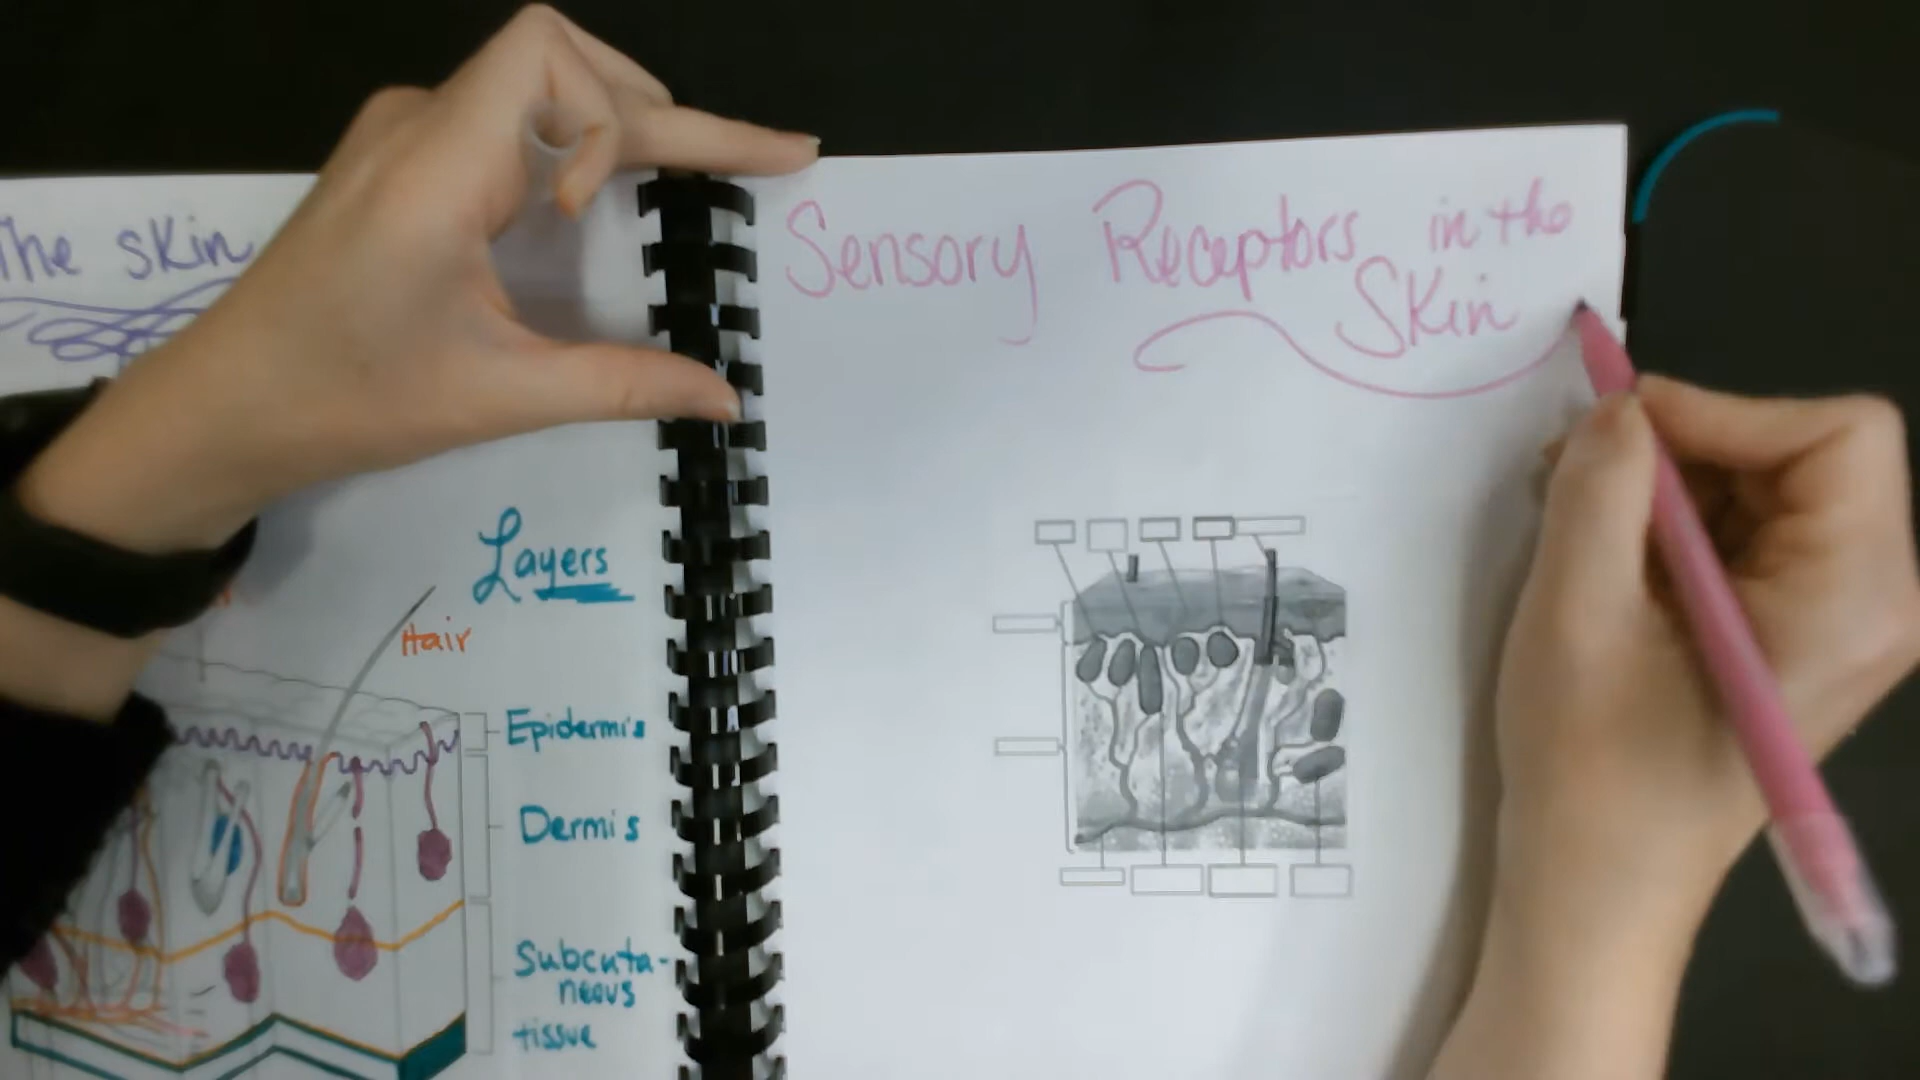 The skin
Layers
Hair
Epidermis
Dermis
Subcuta-
neous
tissue
Sensory Receptors in the
Skin